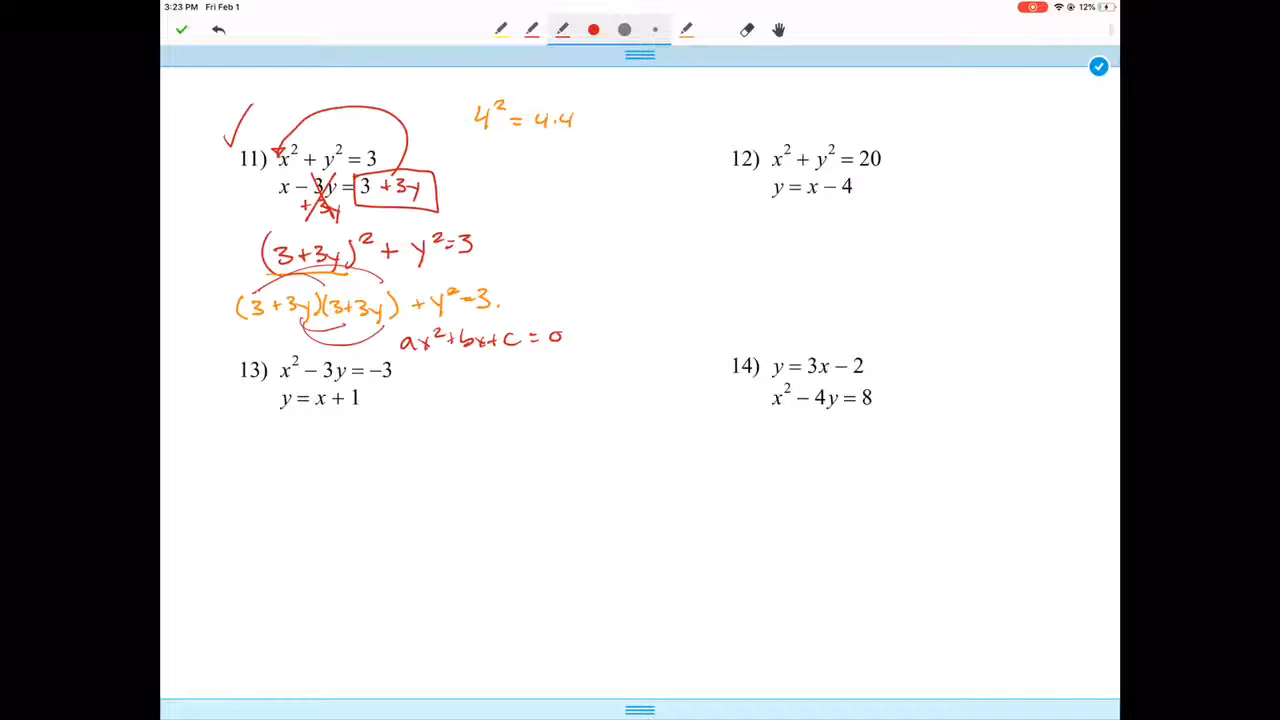 3:23 PM Fri Feb 1
12%
4² = 4·4
11) x² + y² = 3
x − 3y = 3 +3y
+3y
(3+3y)² + y² = 3
(3+3y)(3+3y) + y² = 3.
ax² + bx + c = 0
12) x² + y² = 20
y = x − 4
13) x² − 3y = −3
y = x + 1
14) y = 3x − 2
x² − 4y = 8